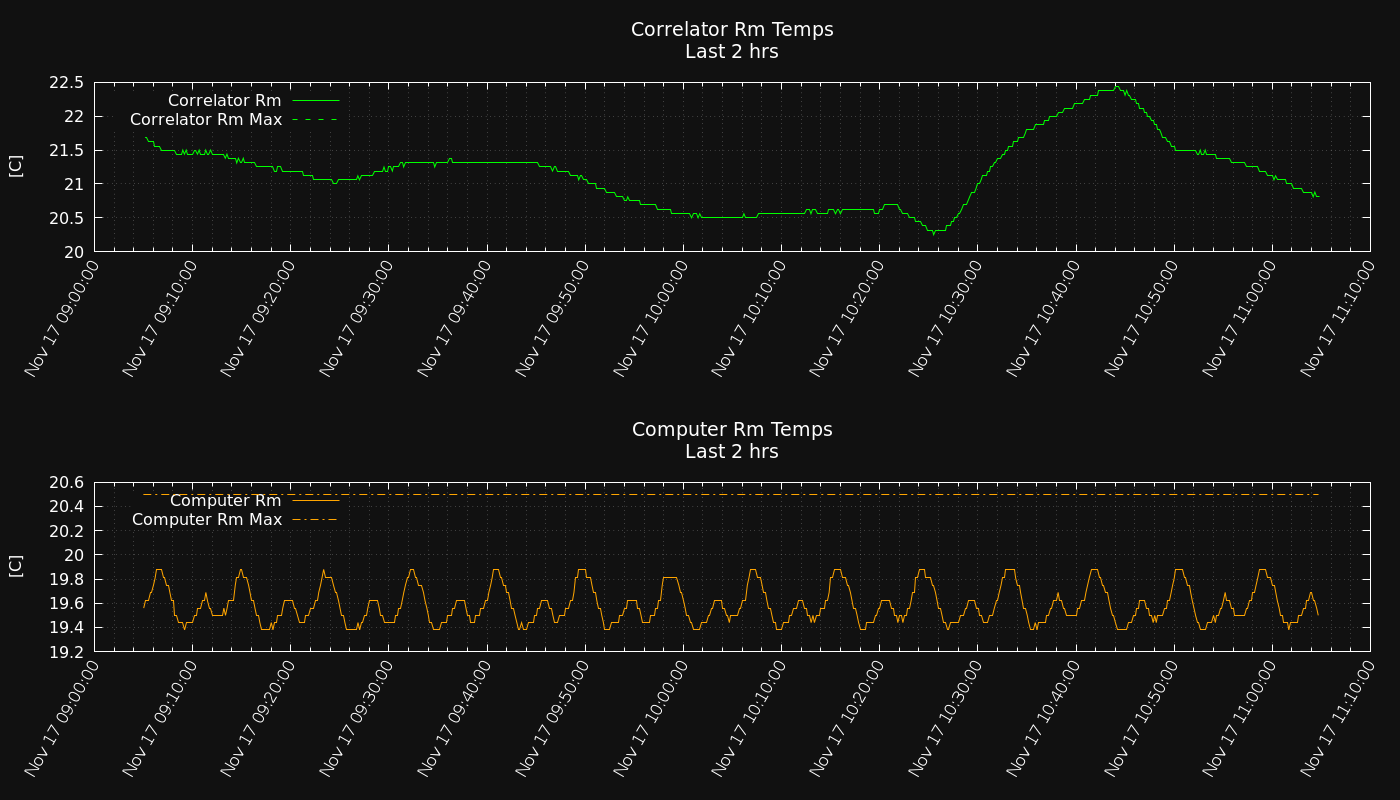 Correlator Rm Temps
Last 2 hrs
22.5
22
21.5
21
20.5
20
[C]
Correlator Rm
Correlator Rm Max
Nov 17 09:00:00
Nov 17 09:10:00
Nov 17 09:20:00
Nov 17 09:30:00
Nov 17 09:40:00
Nov 17 09:50:00
Nov 17 10:00:00
Nov 17 10:10:00
Nov 17 10:20:00
Nov 17 10:30:00
Nov 17 10:40:00
Nov 17 10:50:00
Nov 17 11:00:00
Nov 17 11:10:00
Computer Rm Temps
Last 2 hrs
20.6
20.4
20.2
20
19.8
19.6
19.4
19.2
[C]
Computer Rm
Computer Rm Max
Nov 17 09:00:00
Nov 17 09:10:00
Nov 17 09:20:00
Nov 17 09:30:00
Nov 17 09:40:00
Nov 17 09:50:00
Nov 17 10:00:00
Nov 17 10:10:00
Nov 17 10:20:00
Nov 17 10:30:00
Nov 17 10:40:00
Nov 17 10:50:00
Nov 17 11:00:00
Nov 17 11:10:00